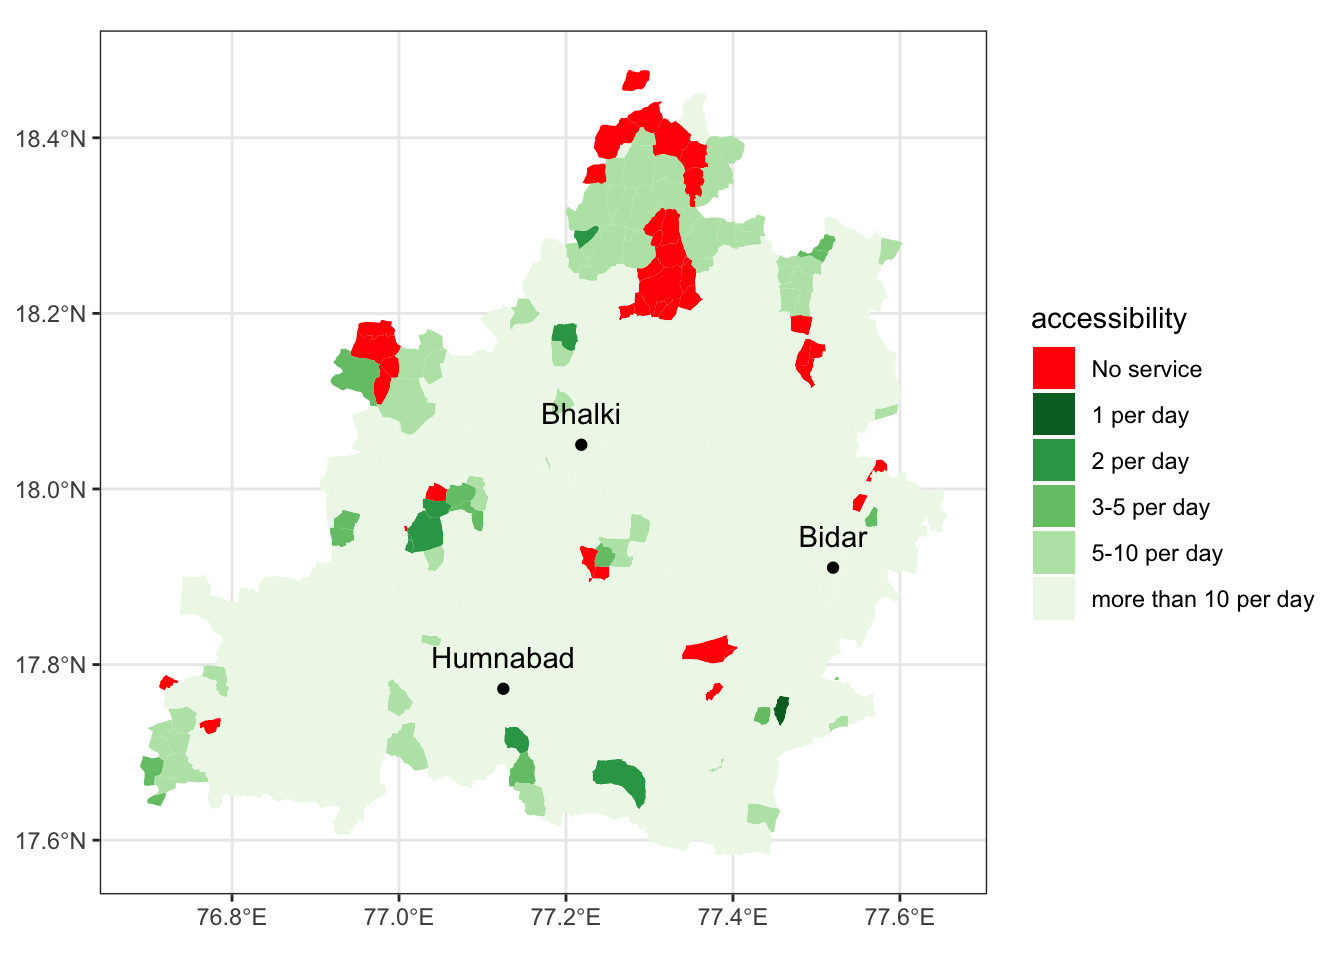 18.4°N
18.2°N
18.0°N
17.8°N
17.6°N
76.8°E
77.0°E
77.2°E
77.4°E
77.6°E
Bhalki
Bidar
Humnabad
accessibility
No service
1 per day
2 per day
3-5 per day
5-10 per day
more than 10 per day